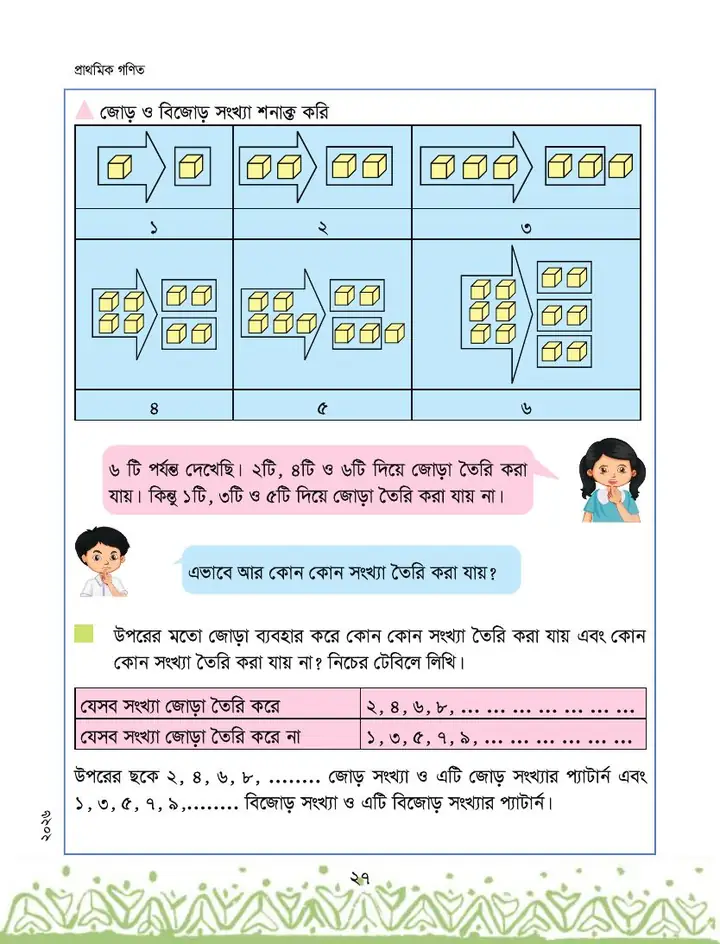 প্রাথমিক গণিত
জোড় ও বিজোড় সংখ্যা শনাক্ত করি
১ ২ ৩
৪ ৫ ৬
৬ টি পর্যন্ত দেখেছি। ২টি, ৪টি ও ৬টি দিয়ে জোড়া তৈরি করা
যায়। কিন্তু ১টি, ৩টি ও ৫টি দিয়ে জোড়া তৈরি করা যায় না।
এভাবে আর কোন কোন সংখ্যা তৈরি করা যায়?
উপরের মতো জোড়া ব্যবহার করে কোন কোন সংখ্যা তৈরি করা যায় এবং কোন
কোন সংখ্যা তৈরি করা যায় না? নিচের টেবিলে লিখি।
যেসব সংখ্যা জোড়া তৈরি করে ২, ৪, ৬, ৮, ... ... ... ... ... ... ...
যেসব সংখ্যা জোড়া তৈরি করে না ১, ৩, ৫, ৭, ৯, ... ... ... ... ... ...
উপরের ছকে ২, ৪, ৬, ৮, ........ জোড় সংখ্যা ও এটি জোড় সংখ্যার প্যাটার্ন এবং
১, ৩, ৫, ৭, ৯,........ বিজোড় সংখ্যা ও এটি বিজোড় সংখ্যার প্যাটার্ন।
২০২৬
২৭